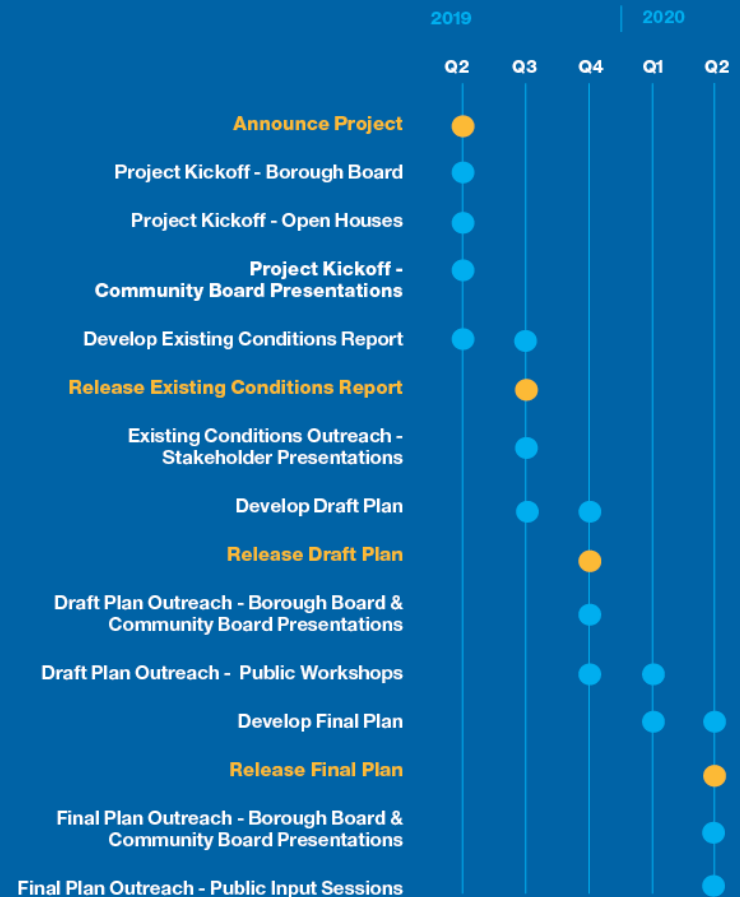 2019 | 2020
Q2 Q3 Q4 Q1 Q2
Announce Project
Project Kickoff - Borough Board
Project Kickoff - Open Houses
Project Kickoff -
Community Board Presentations
Develop Existing Conditions Report
Release Existing Conditions Report
Existing Conditions Outreach -
Stakeholder Presentations
Develop Draft Plan
Release Draft Plan
Draft Plan Outreach - Borough Board &
Community Board Presentations
Draft Plan Outreach - Public Workshops
Develop Final Plan
Release Final Plan
Final Plan Outreach - Borough Board &
Community Board Presentations
Final Plan Outreach - Public Input Sessions